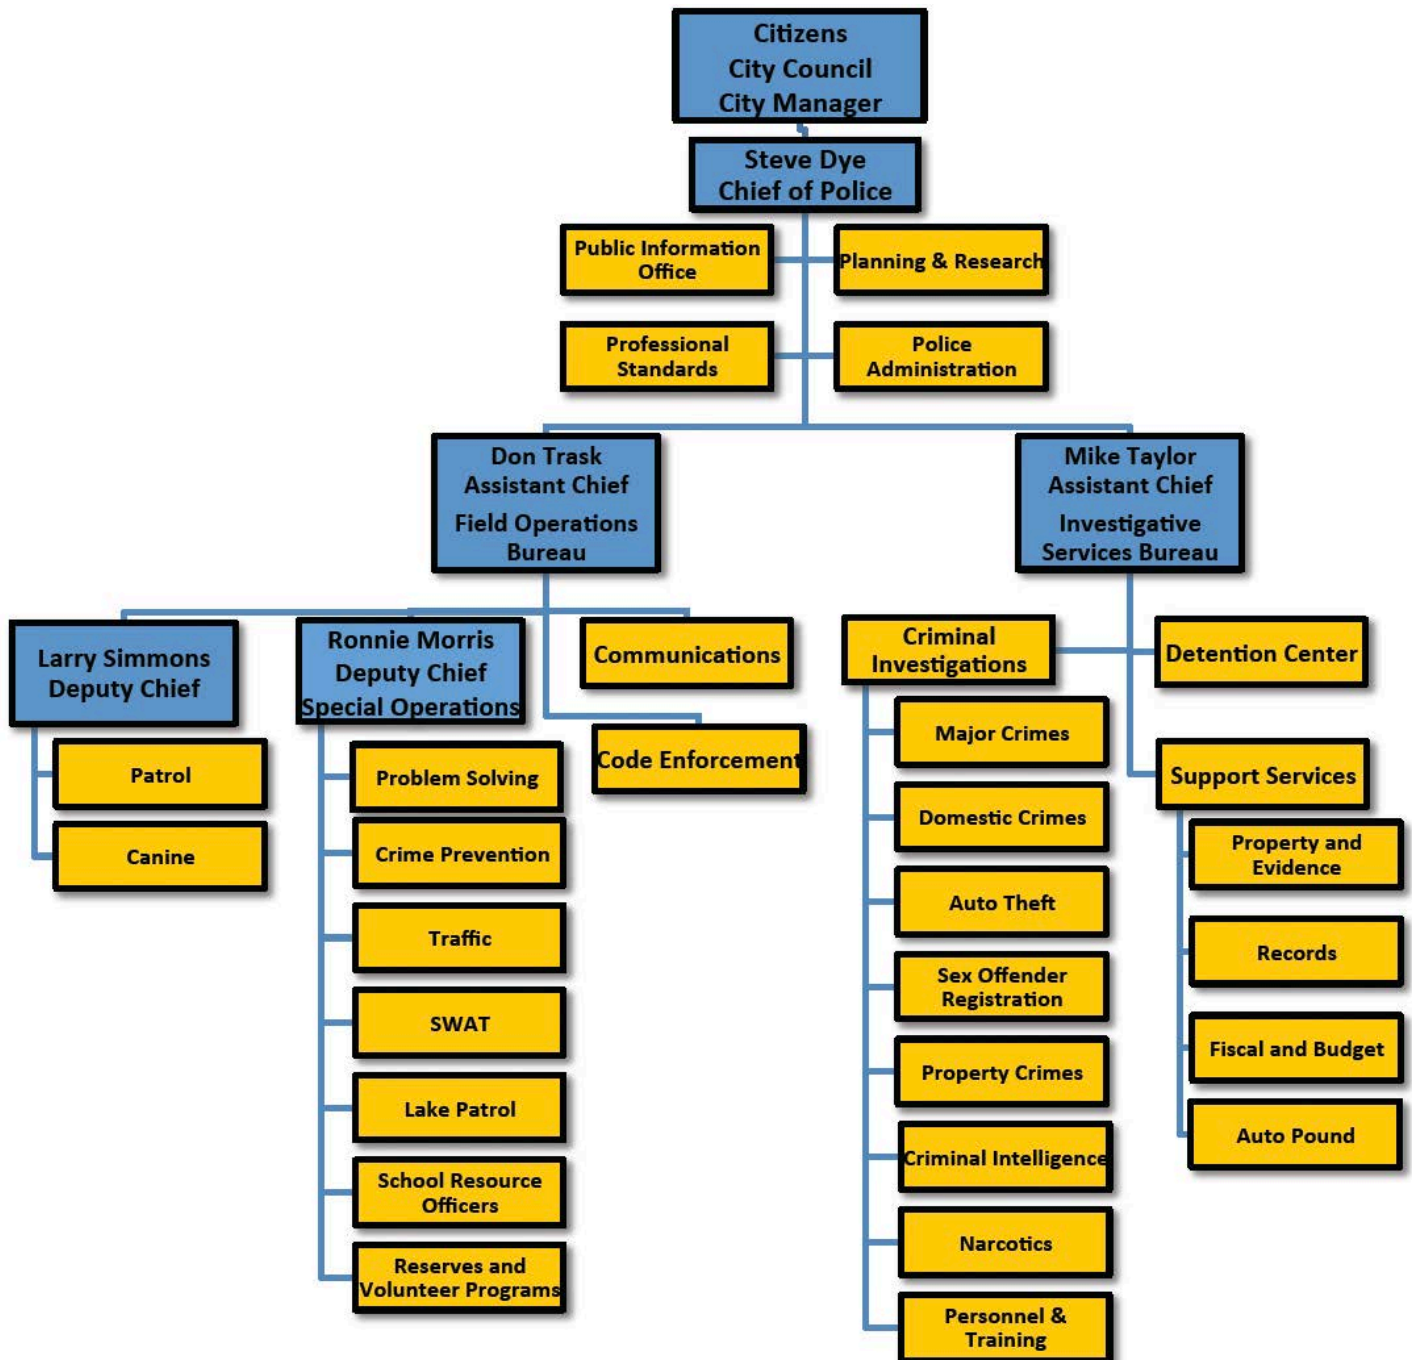 Citizens
City Council
City Manager
Steve Dye
Chief of Police
Public Information
Office
Planning & Research
Professional
Standards
Police
Administration
Don Trask
Assistant Chief
Field Operations
Bureau
Mike Taylor
Assistant Chief
Investigative
Services Bureau
Larry Simmons
Deputy Chief
Patrol
Canine
Ronnie Morris
Deputy Chief
Special Operations
Problem Solving
Crime Prevention
Traffic
SWAT
Lake Patrol
School Resource
Officers
Reserves and
Volunteer Programs
Communications
Code Enforcement
Criminal
Investigations
Major Crimes
Domestic Crimes
Auto Theft
Sex Offender
Registration
Property Crimes
Criminal Intelligence
Narcotics
Personnel &
Training
Detention Center
Support Services
Property and
Evidence
Records
Fiscal and Budget
Auto Pound